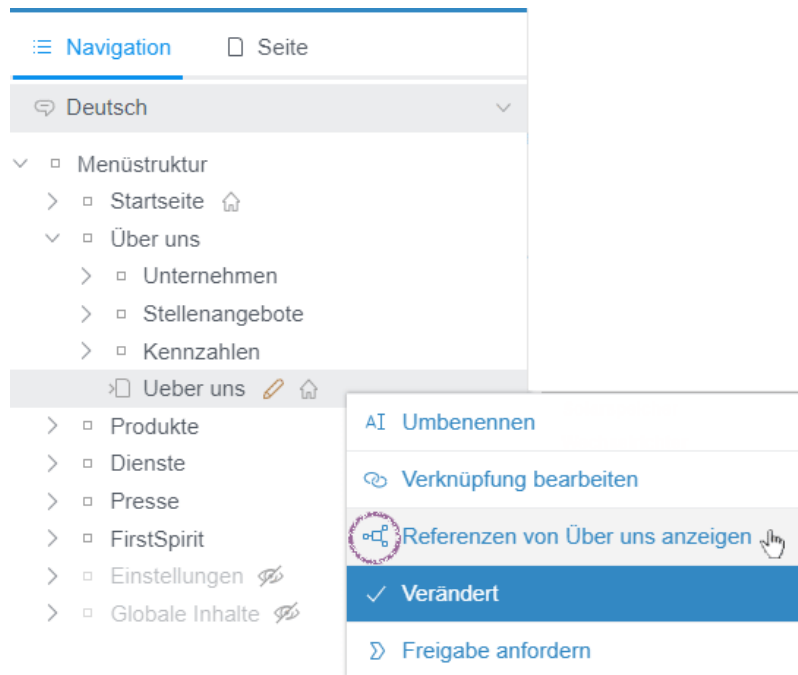 Navigation Seite
Deutsch
Menüstruktur
Startseite
Über uns
Unternehmen
Stellenangebote
Kennzahlen
Ueber uns
Umbenennen
Produkte
Dienste
Verknüpfung bearbeiten
Presse
FirstSpirit
Referenzen von Über uns anzeigen
Einstellungen
Verändert
Globale Inhalte
Freigabe anfordern